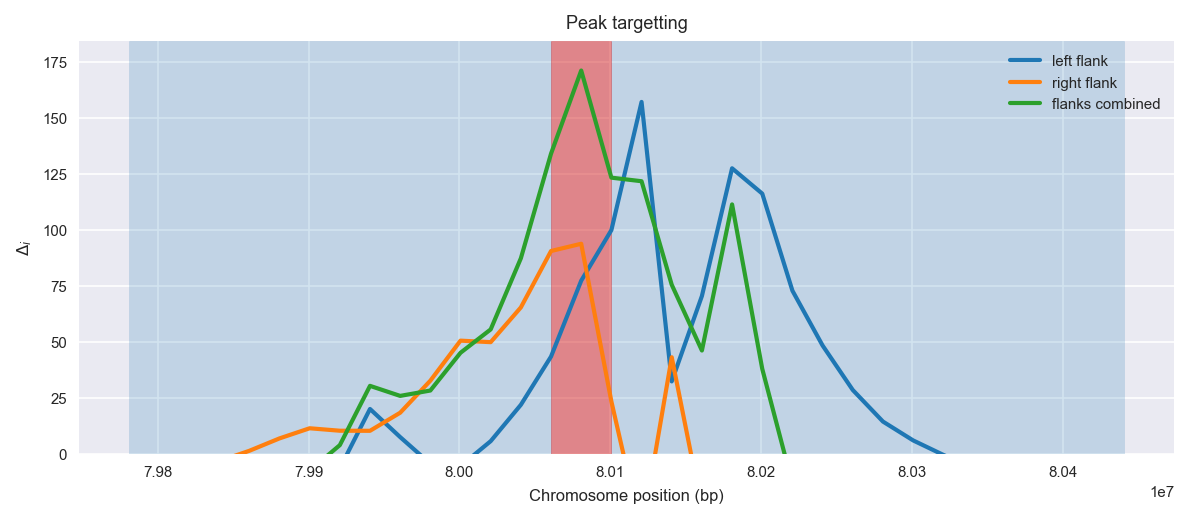 Peak targetting
175
150
125
100
75
50
25
0
Δi
left flank
right flank
flanks combined
7.98 7.99 8.00 8.01 8.02 8.03 8.04
1e7
Chromosome position (bp)